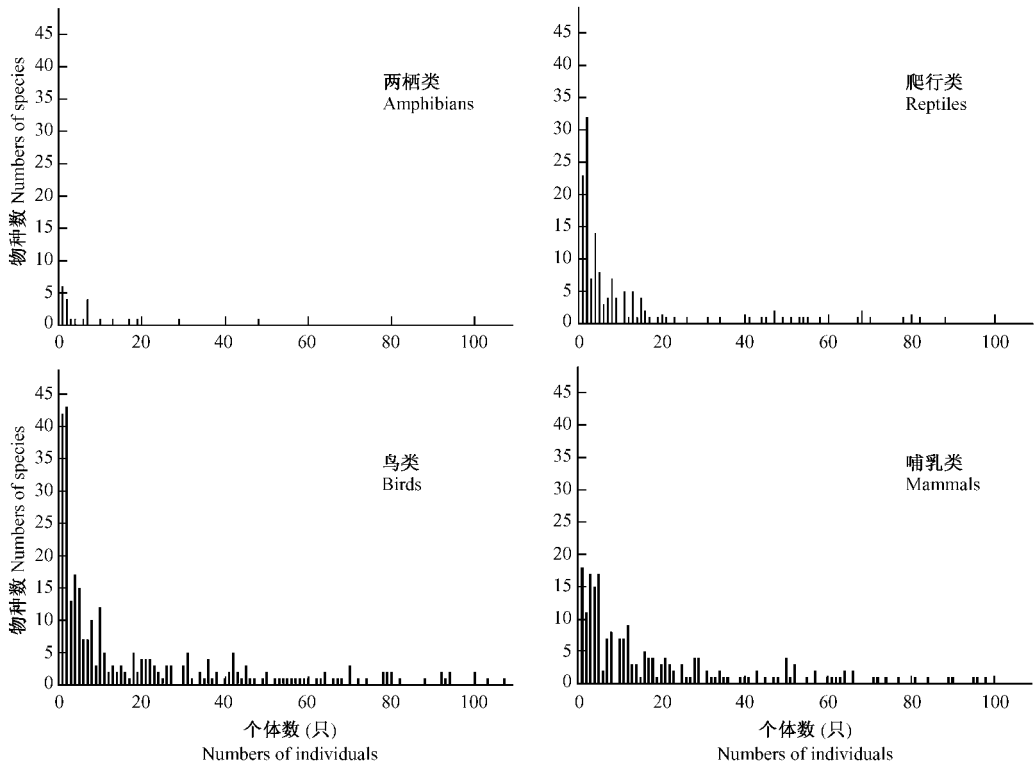 物种数 Numbers of species
45
40
35
30
25
20
15
10
5
0
0 20 40 60 80 100
两栖类
Amphibians
45
40
35
30
25
20
15
10
5
0
0 20 40 60 80 100
爬行类
Reptiles
物种数 Numbers of species
45
40
35
30
25
20
15
10
5
0
0 20 40 60 80 100
鸟类
Birds
个体数 (只)
Numbers of individuals
45
40
35
30
25
20
15
10
5
0
0 20 40 60 80 100
哺乳类
Mammals
个体数 (只)
Numbers of individuals